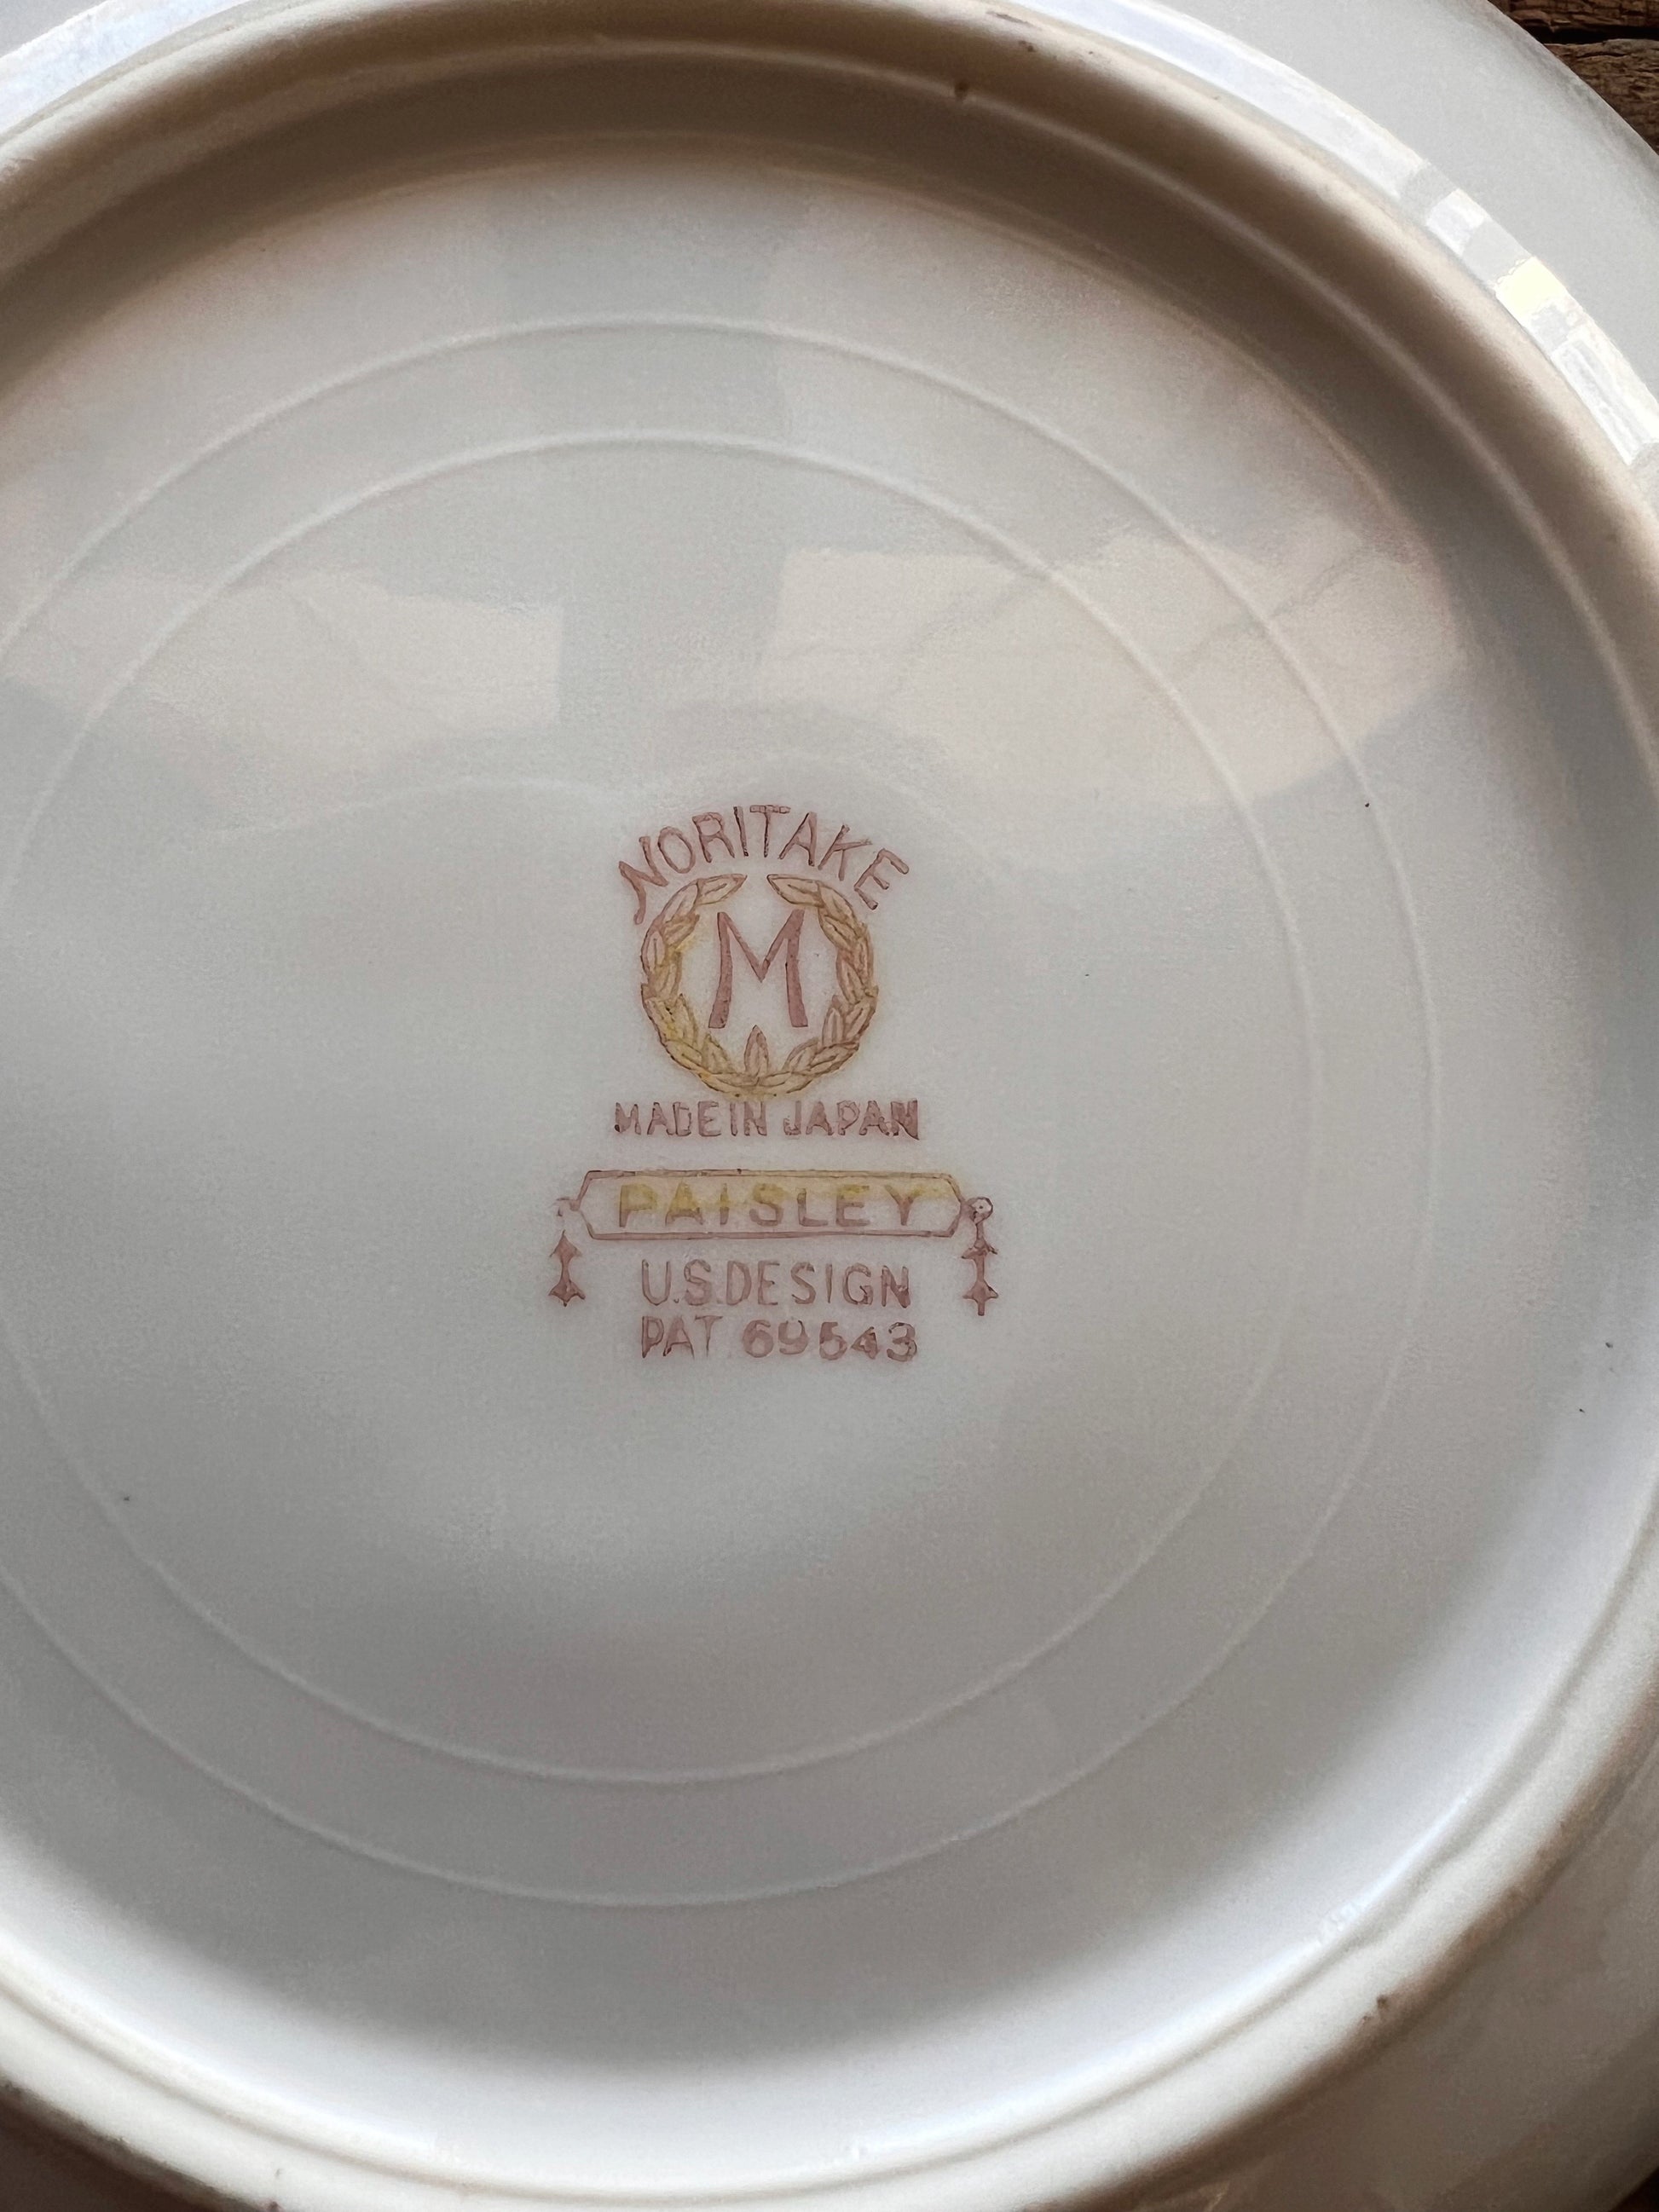 NORITAKE
M
MADE IN JAPAN
PAISLEY
U.S.DESIGN
PAT. 69543